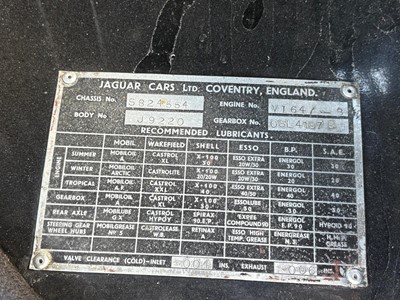 JAGUAR CARS LTD. COVENTRY, ENGLAND.
CHASSIS No. ENGINE No.
BODY No. J9220 GEARBOX No.
RECOMMENDED LUBRICANTS.
MOBIL WAKEFIELD SHELL ESSO B.P. S.A.E.
ENGINE
SUMMER MOBILOIL A CASTROL XL X-100 30 ESSO EXTRA 20W/30 ENERGOL 30 30
WINTER MOBILOIL ARCTIC CASTROLITE X-100 20/20W ESSO EXTRA 20W/30 ENERGOL 20 20
TROPICAL MOBILOIL A.F. CASTROL XXL X-100 40 ESSO EXTRA 40/50 ENERGOL 40 40
GEARBOX MOBILOIL A CASTROL XL X-100 30 ESSOLUBE 30 ENERGOL 30 30
REAR AXLE MOBILUBE GX CASTROL HYPOY SPIRAX 90.E.P. EXPEE COMPOUND90 ENERGOL E.P.90 HYPOID 90
STEERING GEAR WHEEL HUBS MOBILGREASE No 5 CASTROLEASE W.B. RETINAX A ESSO HIGH TEMP. GREASE ENERGREASE N.3. H.M.P. GREASE
VALVE CLEARANCE (COLD)-INLET INS. EXHAUST INS.